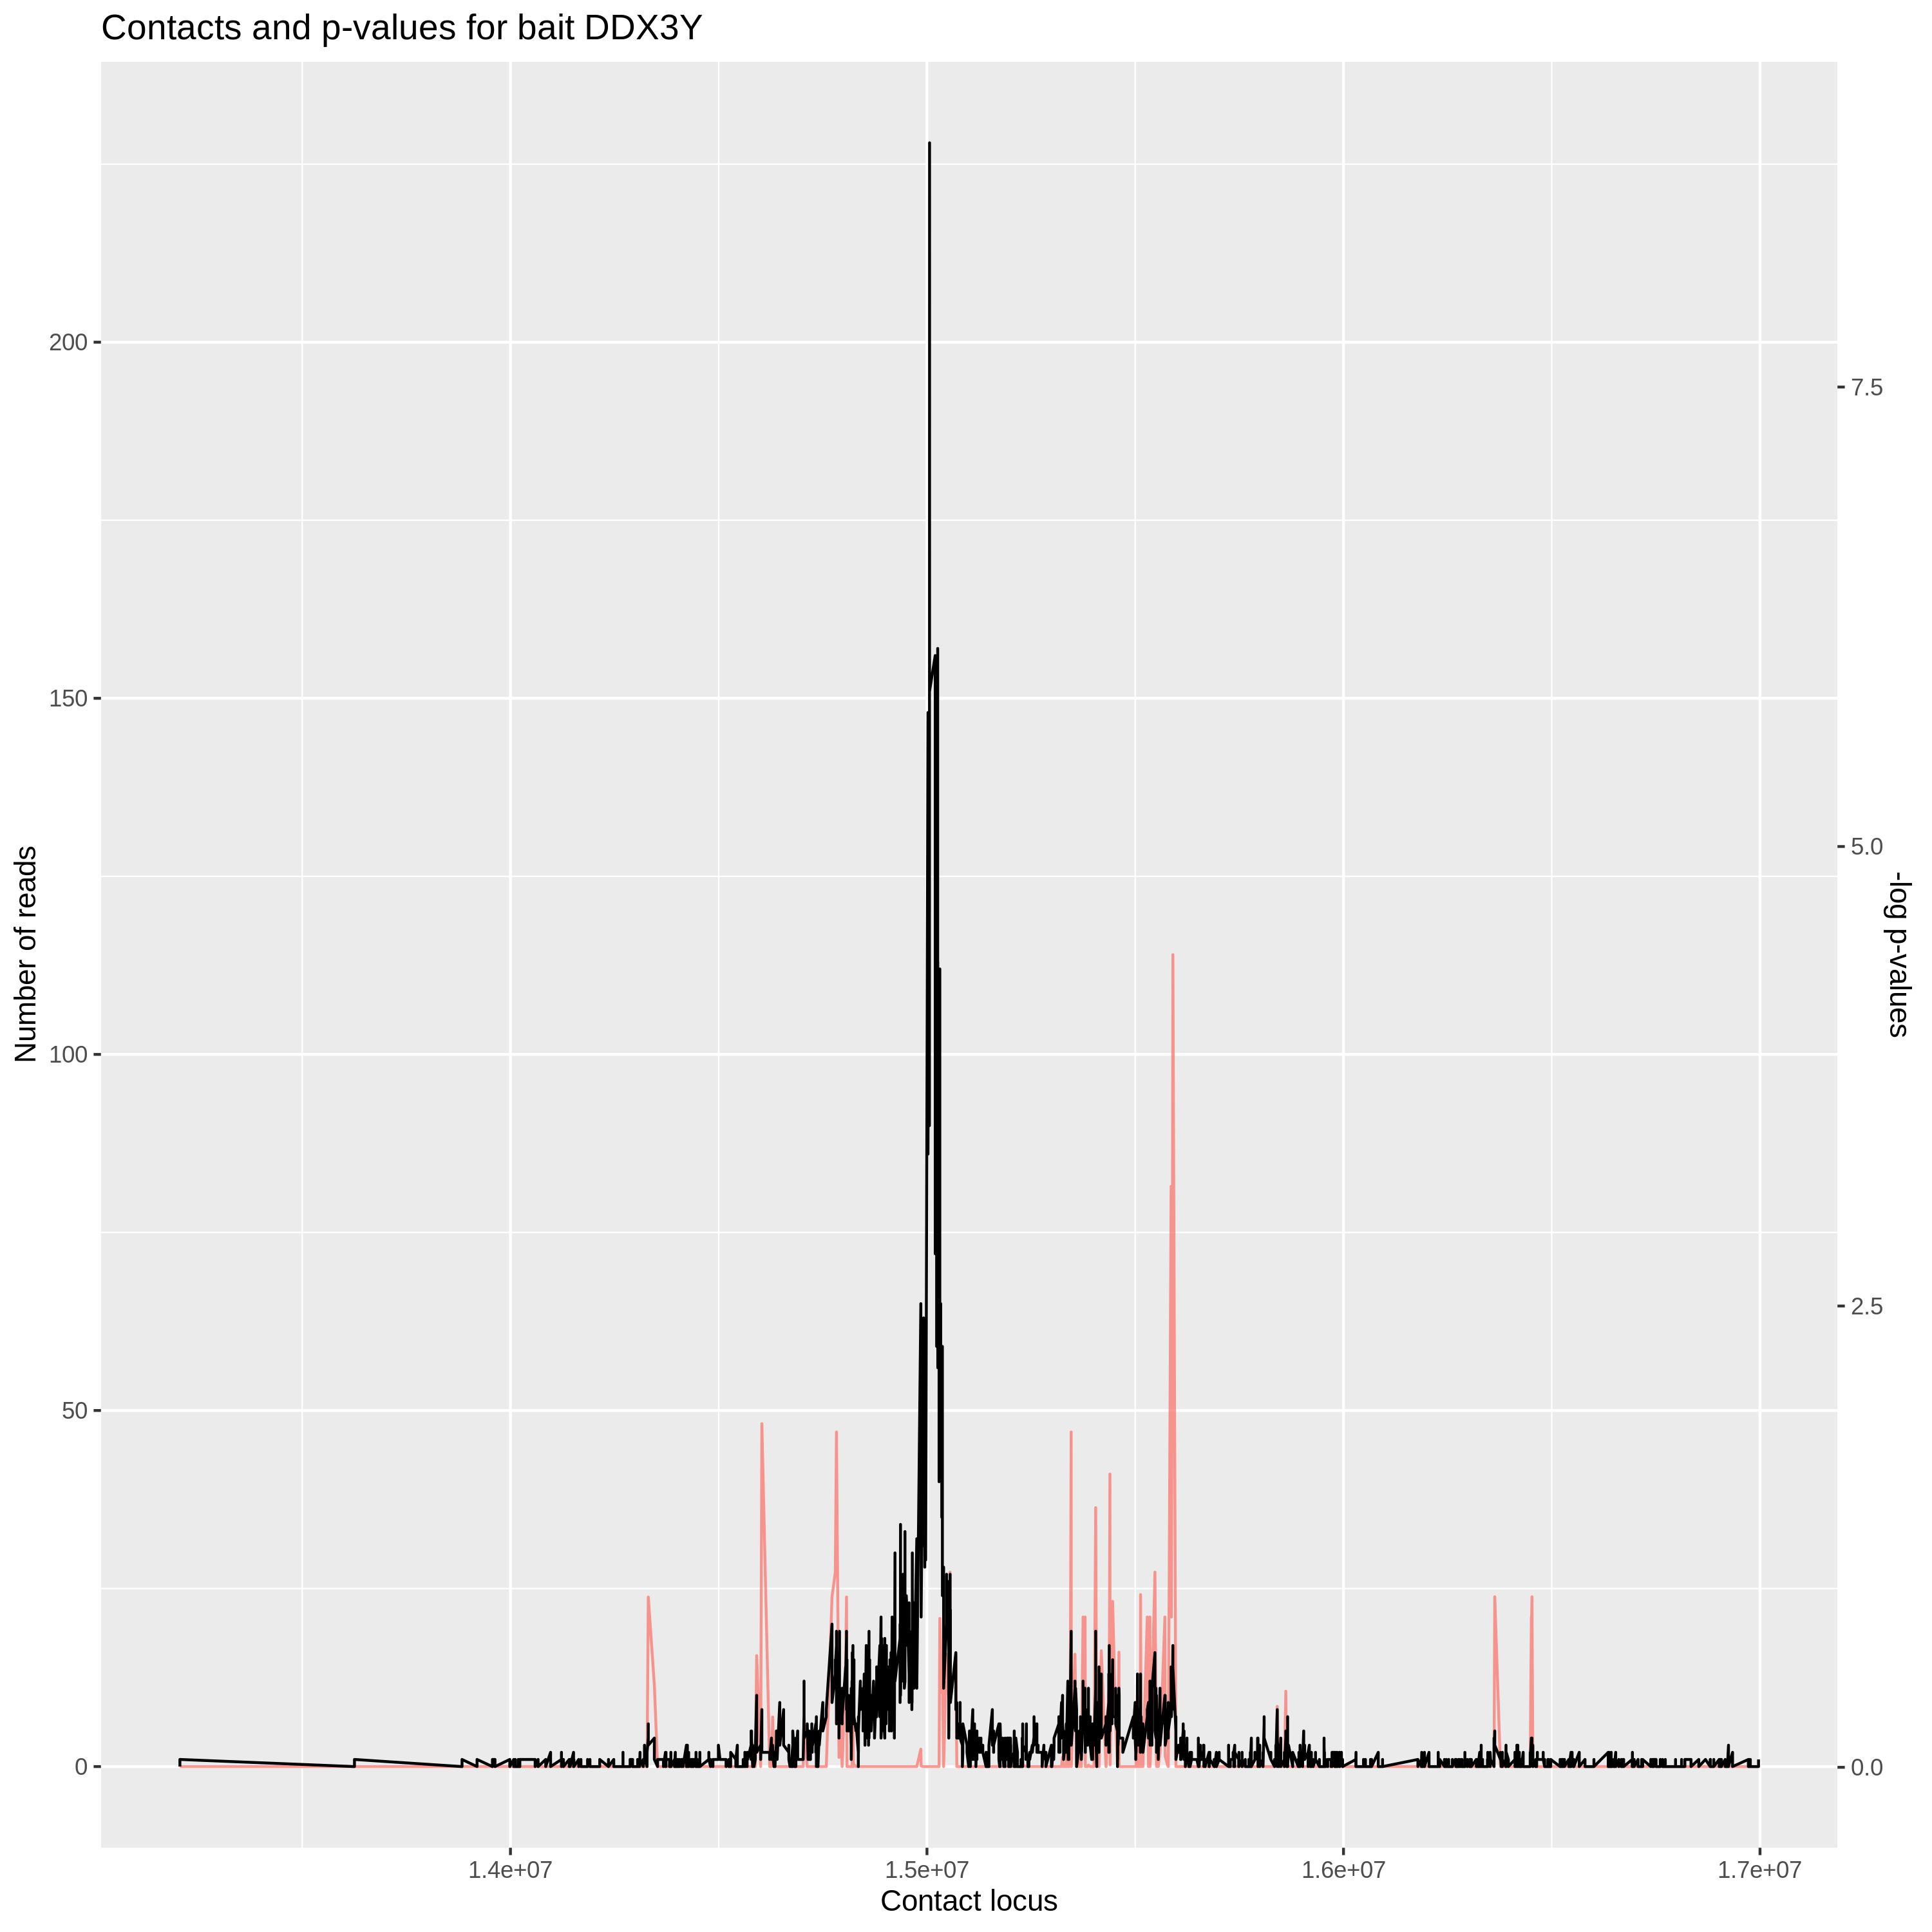 Contacts and p-values for bait DDX3Y
Number of reads
200
150
100
50
0
7.5
5.0
2.5
0.0
-log p-values
1.4e+07
1.5e+07
1.6e+07
1.7e+07
Contact locus